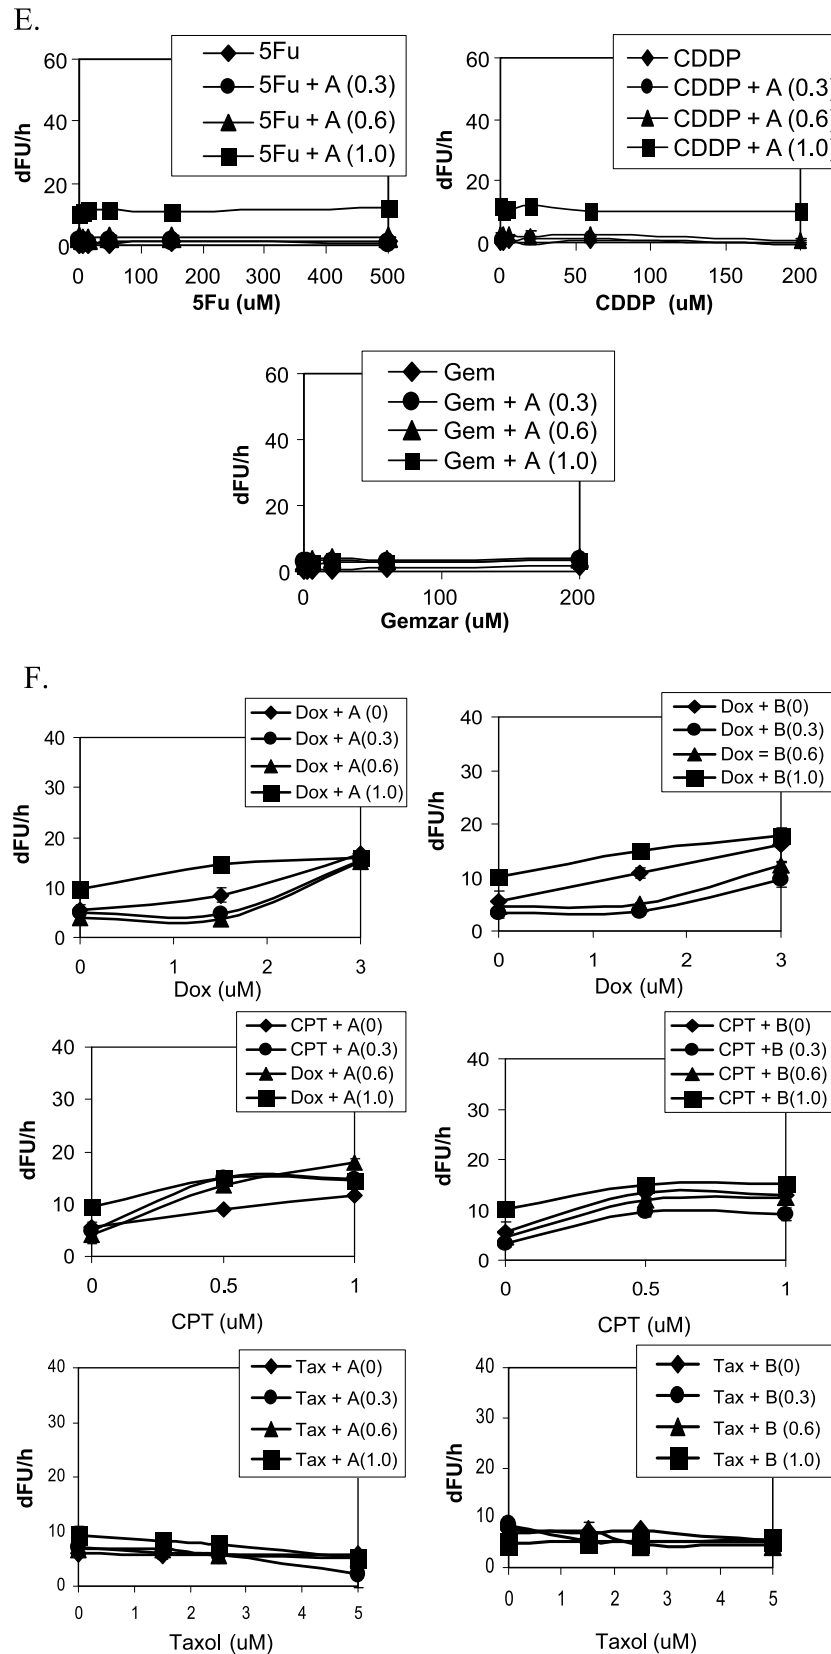 E.
5Fu
5Fu + A (0.3)
5Fu + A (0.6)
5Fu + A (1.0)
60
40
20
0
dFU/h
0 100 200 300 400 500
5Fu (uM)
CDDP
CDDP + A (0.3)
CDDP + A (0.6)
CDDP + A (1.0)
60
40
20
0
dFU/h
0 50 100 150 200
CDDP (uM)
Gem
Gem + A (0.3)
Gem + A (0.6)
Gem + A (1.0)
60
40
20
0
dFU/h
0 100 200
Gemzar (uM)
F.
Dox + A (0)
Dox + A(0.3)
Dox + A(0.6)
Dox + A (1.0)
40
30
20
10
0
dFU/h
0 1 2 3
Dox (uM)
Dox + B(0)
Dox + B(0.3)
Dox = B(0.6)
Dox + B(1.0)
40
30
20
10
0
dFU/h
0 1 2 3
Dox (uM)
CPT + A(0)
CPT + A(0.3)
Dox + A(0.6)
Dox + A(1.0)
40
30
20
10
0
dFU/h
0 0.5 1
CPT (uM)
CPT + B(0)
CPT +B (0.3)
CPT + B(0.6)
CPT + B(1.0)
40
30
20
10
0
dFU/h
0 0.5 1
CPT (uM)
Tax + A(0)
Tax + A(0.3)
Tax + A(0.6)
Tax + A(1.0)
40
30
20
10
0
dFU/h
0 1 2 3 4 5
Taxol (uM)
Tax + B(0)
Tax + B(0.3)
Tax + B (0.6)
Tax + B (1.0)
40
30
20
10
0
dFU/h
0 1 2 3 4 5
Taxol (uM)